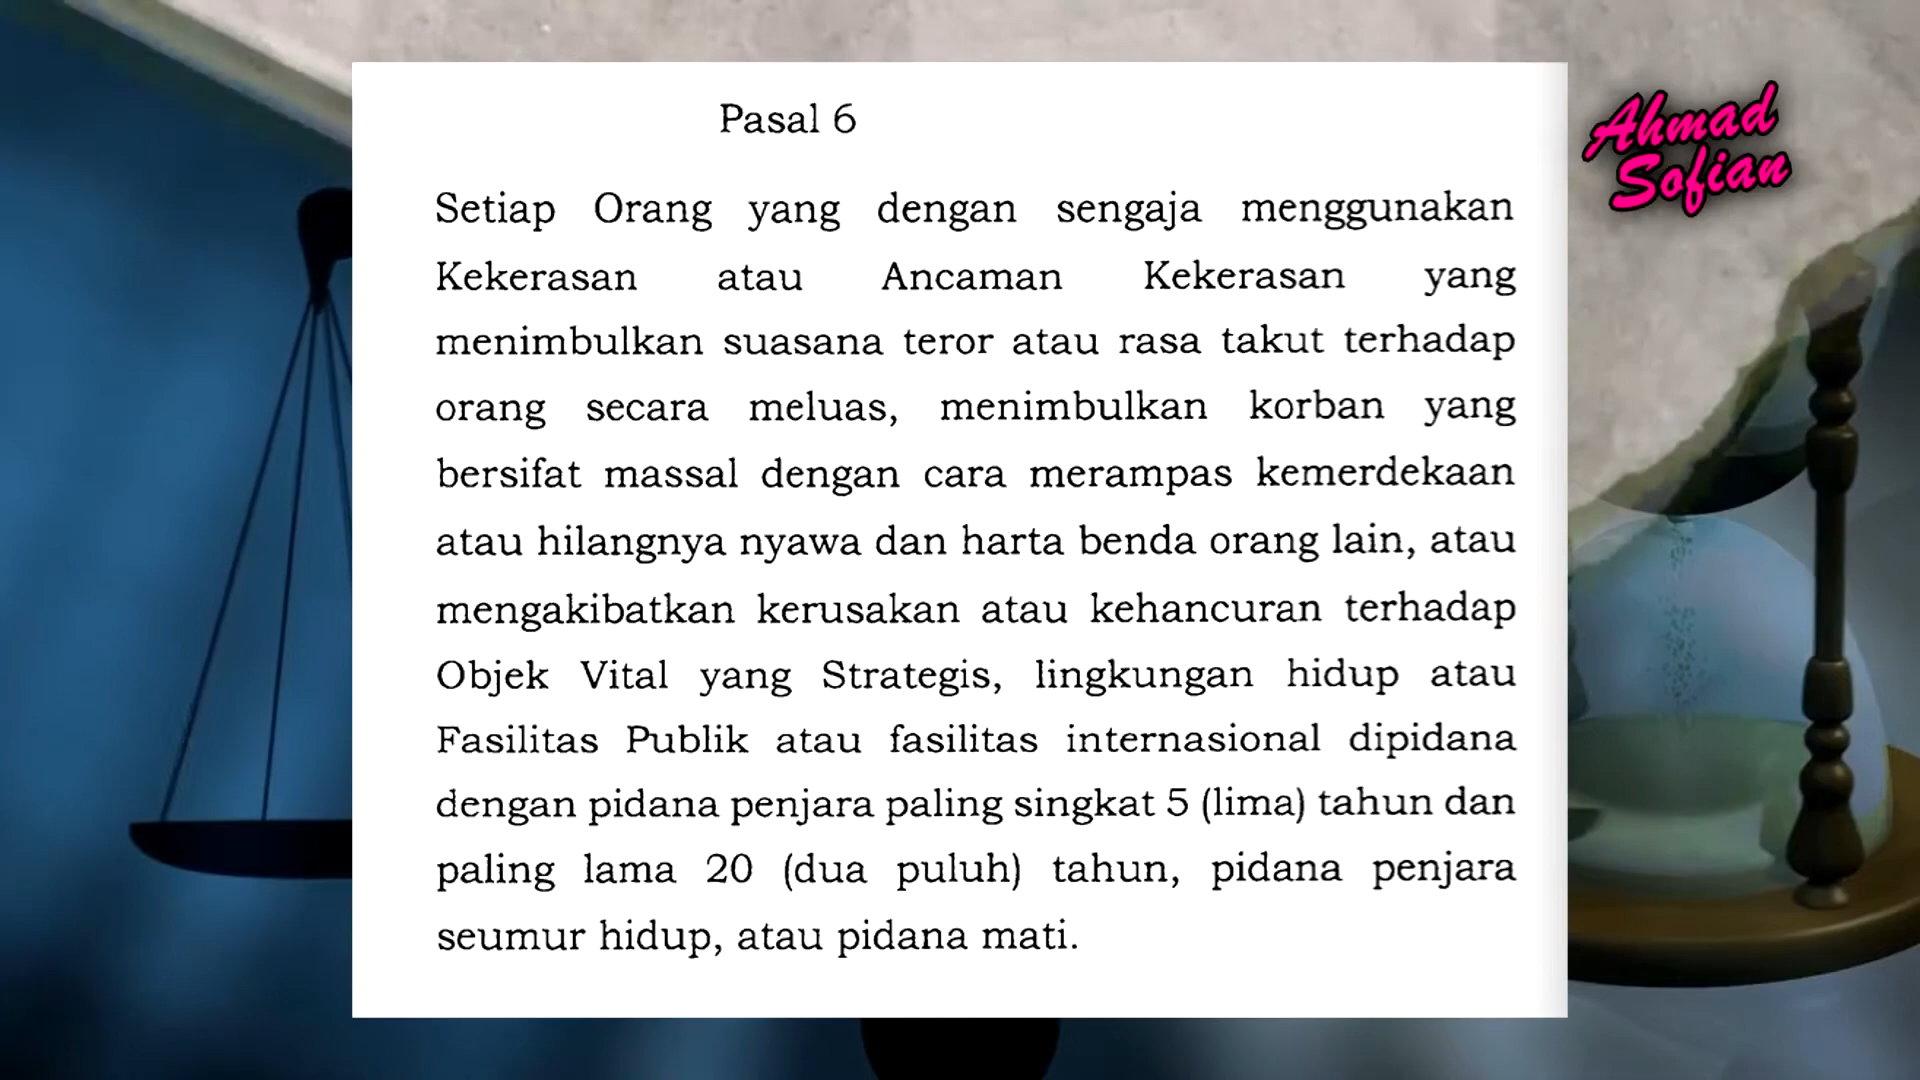 Pasal 6
Setiap Orang yang dengan sengaja menggunakan
Kekerasan atau Ancaman Kekerasan yang
menimbulkan suasana teror atau rasa takut terhadap
orang secara meluas, menimbulkan korban yang
bersifat massal dengan cara merampas kemerdekaan
atau hilangnya nyawa dan harta benda orang lain, atau
mengakibatkan kerusakan atau kehancuran terhadap
Objek Vital yang Strategis, lingkungan hidup atau
Fasilitas Publik atau fasilitas internasional dipidana
dengan pidana penjara paling singkat 5 (lima) tahun dan
paling lama 20 (dua puluh) tahun, pidana penjara
seumur hidup, atau pidana mati.
Ahmad
Sofian